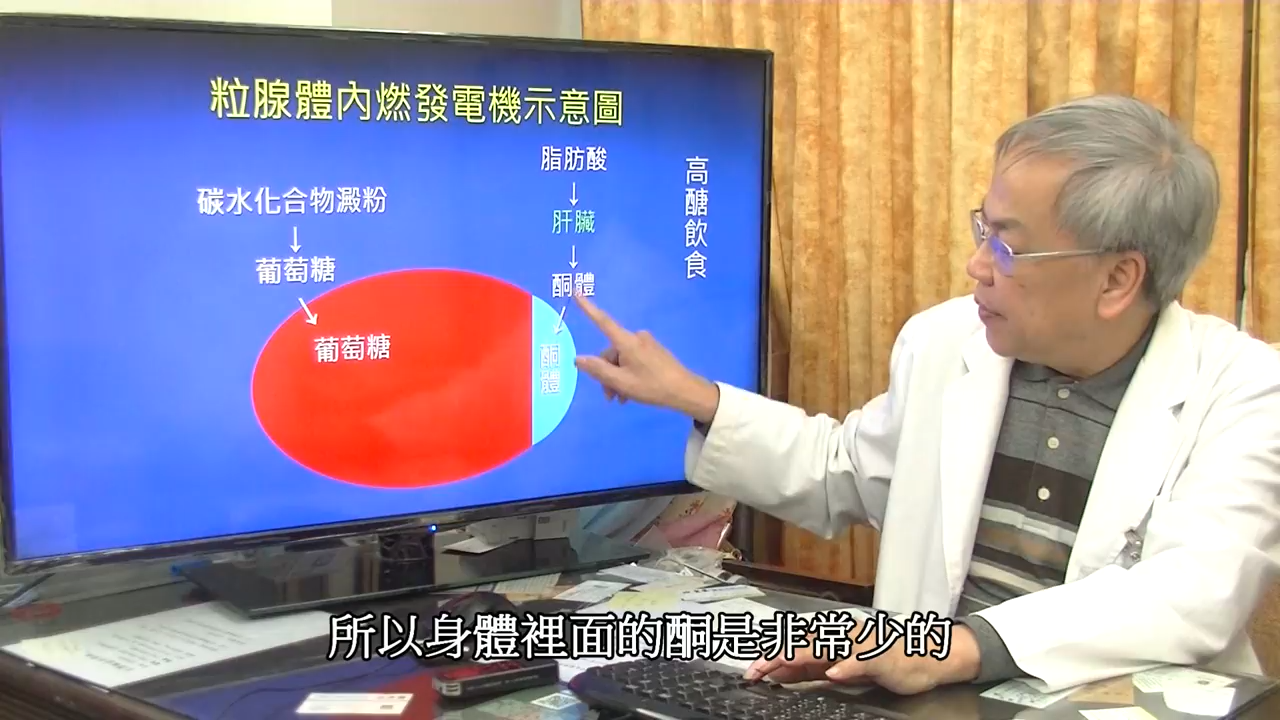 粒腺體內燃發電機示意圖
碳水化合物澱粉
↓
葡萄糖
葡萄糖
脂肪酸
↓
肝臟
↓
酮體
酮體
高醣飲食
所以身體裡面的酮是非常少的